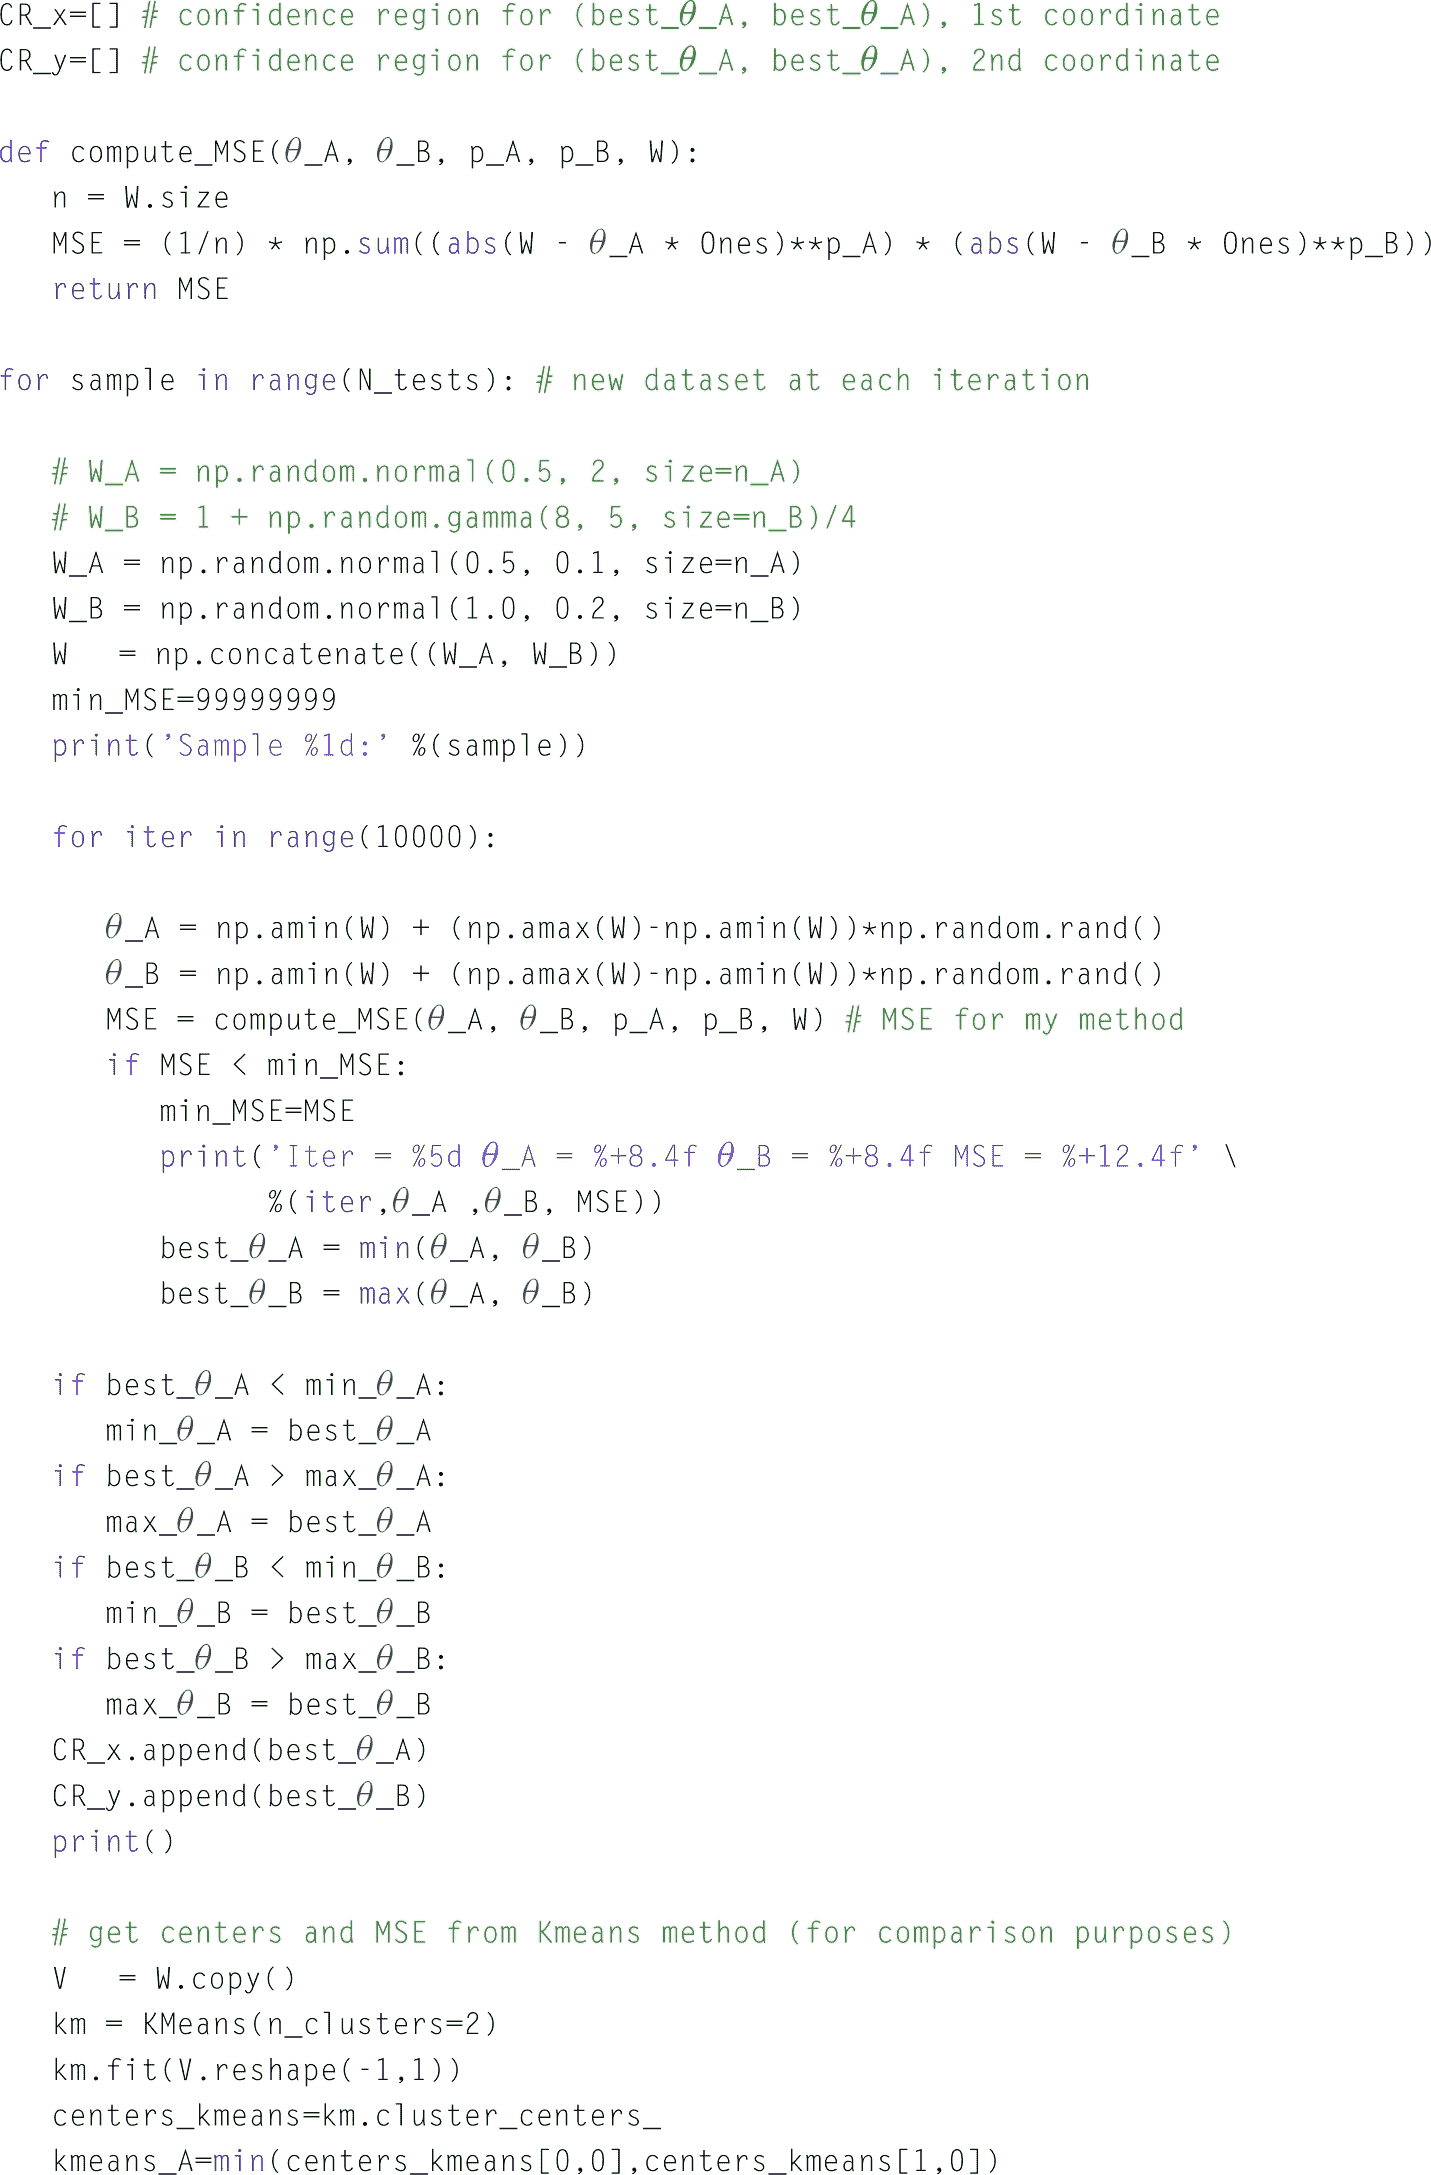 CR_x=[] # confidence region for (best_θ_A, best_θ_A), 1st coordinate
CR_y=[] # confidence region for (best_θ_A, best_θ_A), 2nd coordinate

def compute_MSE(θ_A, θ_B, p_A, p_B, W):
   n = W.size
   MSE = (1/n) * np.sum((abs(W - θ_A * Ones)**p_A) * (abs(W - θ_B * Ones)**p_B))
   return MSE

for sample in range(N_tests): # new dataset at each iteration

   # W_A = np.random.normal(0.5, 2, size=n_A)
   # W_B = 1 + np.random.gamma(8, 5, size=n_B)/4
   W_A = np.random.normal(0.5, 0.1, size=n_A)
   W_B = np.random.normal(1.0, 0.2, size=n_B)
   W   = np.concatenate((W_A, W_B))
   min_MSE=99999999
   print('Sample %1d:' %(sample))

   for iter in range(10000):

      θ_A = np.amin(W) + (np.amax(W)-np.amin(W))*np.random.rand()
      θ_B = np.amin(W) + (np.amax(W)-np.amin(W))*np.random.rand()
      MSE = compute_MSE(θ_A, θ_B, p_A, p_B, W) # MSE for my method
      if MSE < min_MSE:
         min_MSE=MSE
         print('Iter = %5d θ_A = %+8.4f θ_B = %+8.4f MSE = %+12.4f' \
               %(iter,θ_A ,θ_B, MSE))
         best_θ_A = min(θ_A, θ_B)
         best_θ_B = max(θ_A, θ_B)

   if best_θ_A < min_θ_A:
      min_θ_A = best_θ_A
   if best_θ_A > max_θ_A:
      max_θ_A = best_θ_A
   if best_θ_B < min_θ_B:
      min_θ_B = best_θ_B
   if best_θ_B > max_θ_B:
      max_θ_B = best_θ_B
   CR_x.append(best_θ_A)
   CR_y.append(best_θ_B)
   print()

   # get centers and MSE from Kmeans method (for comparison purposes)
   V   = W.copy()
   km = KMeans(n_clusters=2)
   km.fit(V.reshape(-1,1))
   centers_kmeans=km.cluster_centers_
   kmeans_A=min(centers_kmeans[0,0],centers_kmeans[1,0])